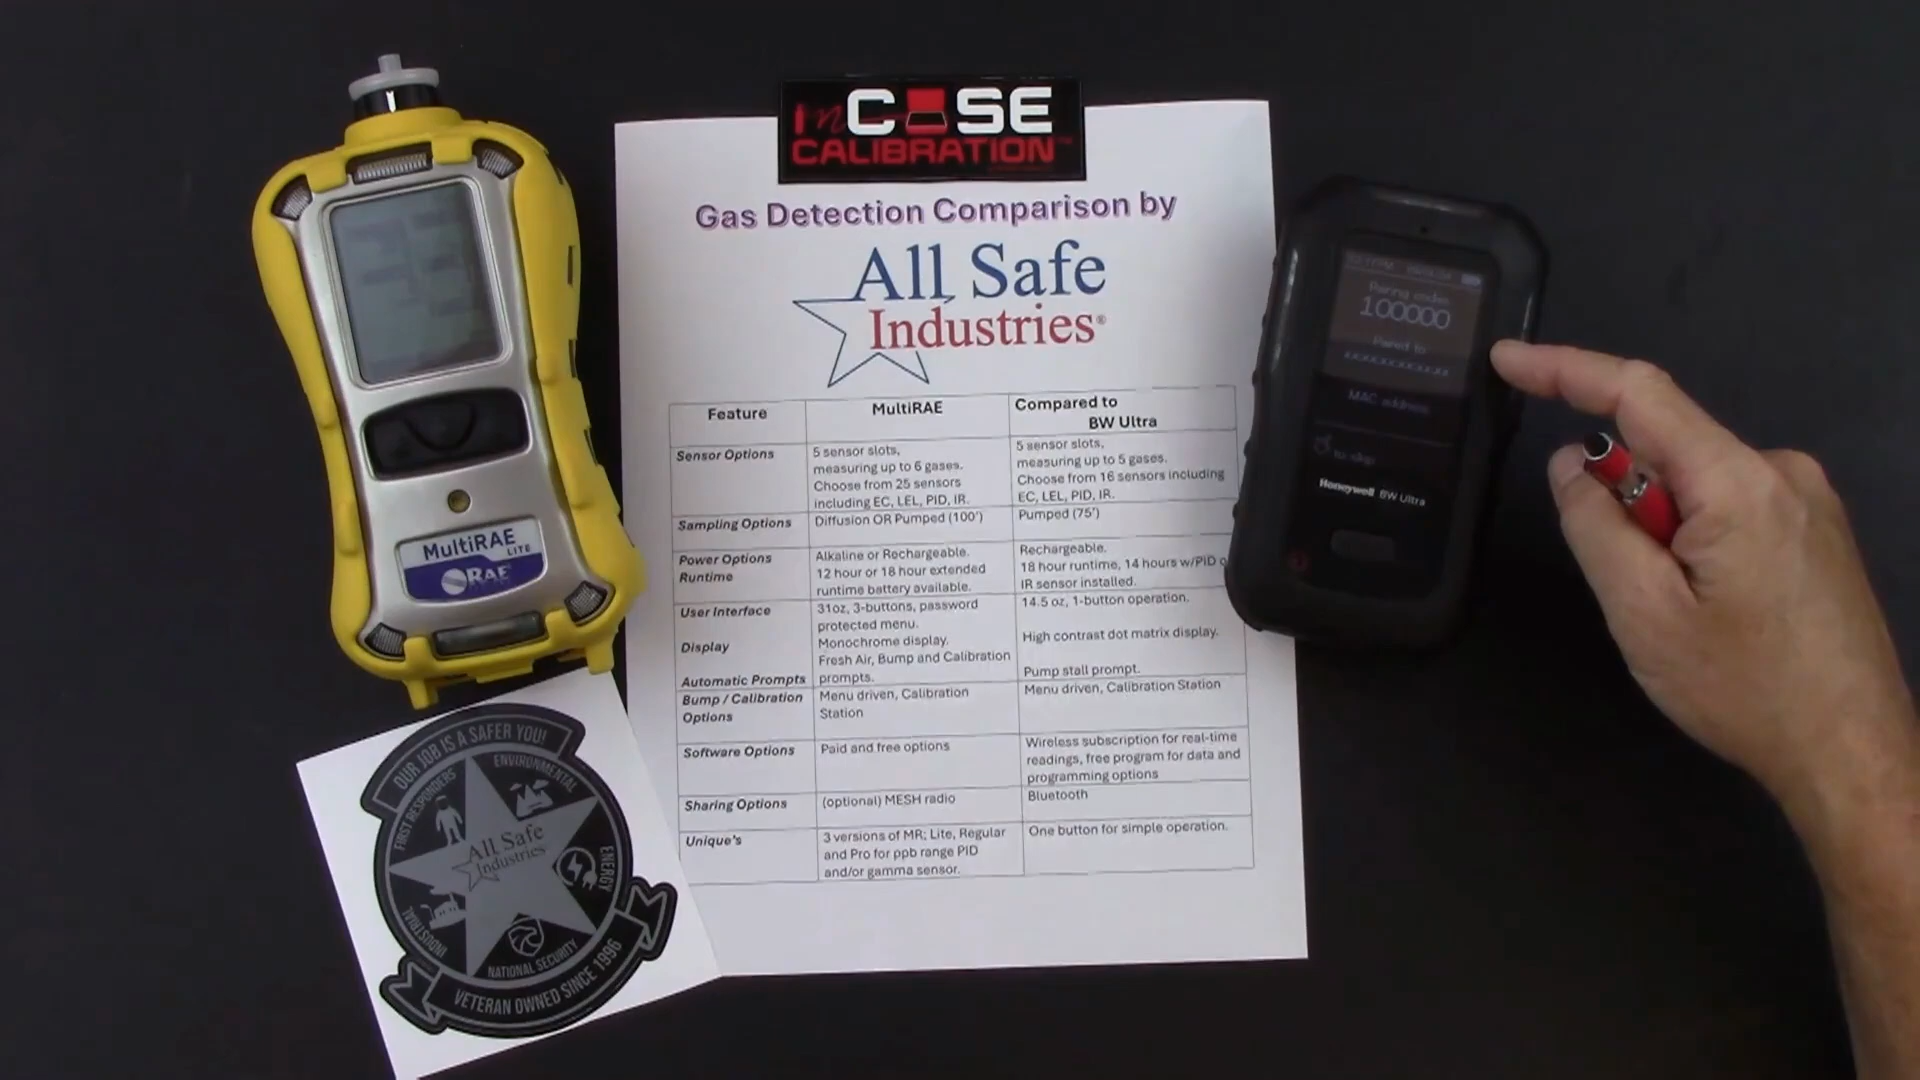 InCASE
CALIBRATION™
Gas Detection Comparison by
All Safe
Industries®
Feature
MultiRAE
Compared to
BW Ultra
Sensor Options
5 sensor slots,
measuring up to 6 gases.
Choose from 25 sensors
including EC, LEL, PID, IR.
5 sensor slots,
measuring up to 5 gases.
Choose from 16 sensors including
EC, LEL, PID, IR.
Sampling Options
Diffusion OR Pumped (100')
Pumped (75')
Power Options
Runtime
Alkaline or Rechargeable.
12 hour or 18 hour extended
runtime battery available.
Rechargeable.
18 hour runtime, 14 hours w/PID
IR sensor installed.
User Interface
31oz, 3-buttons, password
protected menu.
14.5 oz, 1-button operation.
Display
Monochrome display.
High contrast dot matrix display.
Automatic Prompts
Fresh Air, Bump and Calibration
prompts.
Pump stall prompt.
Bump / Calibration
Options
Menu driven, Calibration
Station
Menu driven, Calibration Station
Software Options
Paid and free options
Wireless subscription for real-time
readings, free program for data and
programming options
Sharing Options
(optional) MESH radio
Bluetooth
Unique's
3 versions of MR; Lite, Regular
and Pro for ppb range PID
and/or gamma sensor.
One button for simple operation.
MultiRAE
LITE
RAE
Pairing code:
100000
Paired to
MAC address
to skip
Honeywell BW Ultra
OUR JOB IS A SAFER YOU!
FIRST RESPONDERS
ENVIRONMENTAL
ENERGY
NATIONAL SECURITY
INDUSTRIAL
All Safe
Industries
VETERAN OWNED SINCE 1996